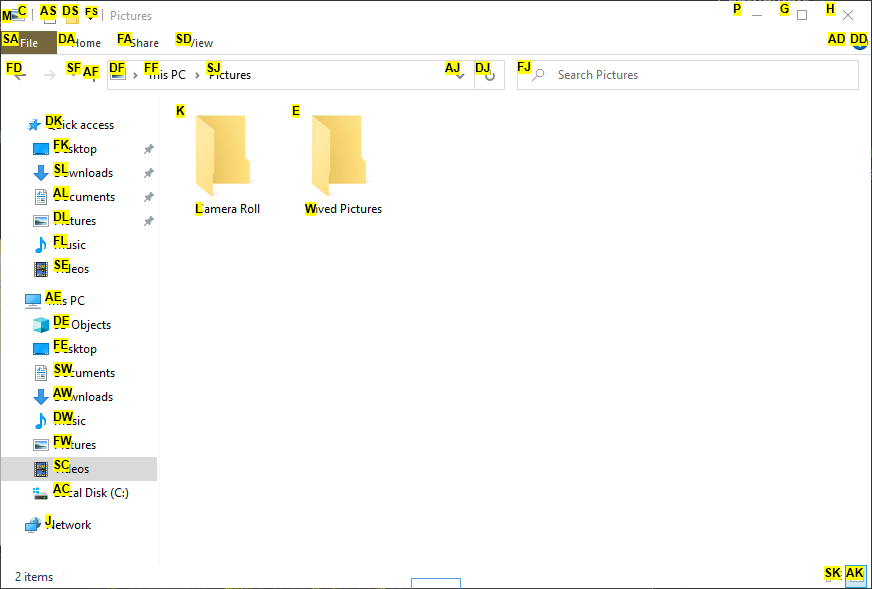 M C AS DS FS Pictures P G H
SA File DA Home FA Share SD View AD DD
FD SF AF DF FF This PC SJ Pictures AJ DJ FJ Search Pictures
K E
DK Quick access
FK Desktop
SL Downloads
AL Documents
DL Pictures
L Camera Roll W Saved Pictures
FL Music
SE Videos
AE This PC
DE 3D Objects
FE Desktop
SW Documents
AW Downloads
DW Music
FW Pictures
SC Videos
AC Local Disk (C:)
J Network
2 items SK AK